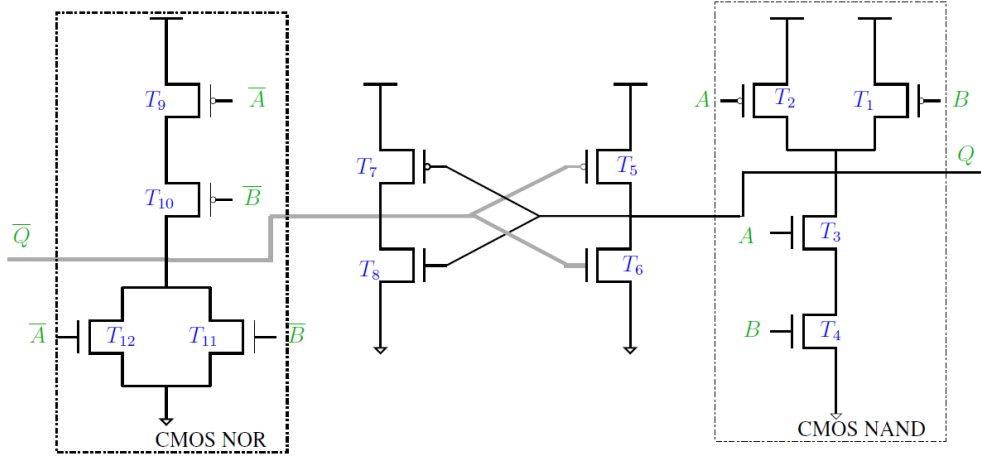 A
T₂
T₁
B
T₉
A̅
T₇
T₅
Q
T₁₀
B̅
Q̅
A
T₃
T₈
T₆
A̅
T₁₂
T₁₁
B̅
B
T₄
CMOS NOR
CMOS NAND